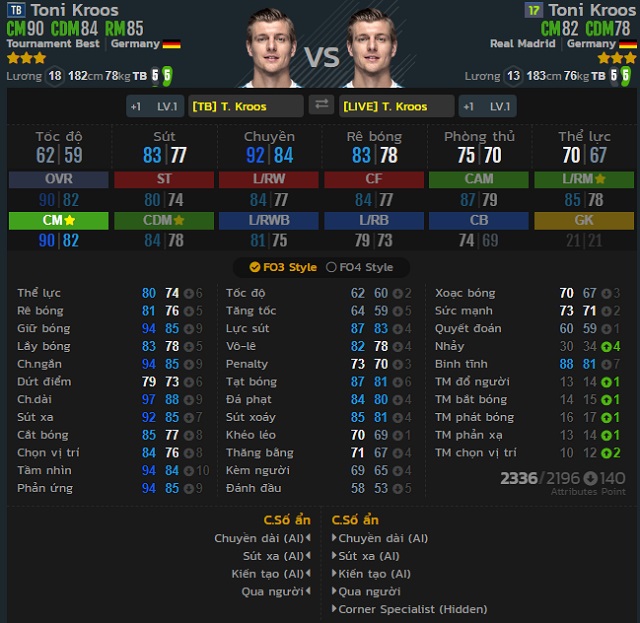 TB Toni Kroos
CM90 CDM84 RM85
Tournament Best | Germany
Lương 18 182cm 78kg TB 5 5
VS
17 Toni Kroos
CM82 CDM78
Real Madrid | Germany
Lương 13 183cm 76kg TB 5 5
+1 LV.1 [TB] T. Kroos [LIVE] T. Kroos +1 LV.1
Tốc độ Sút Chuyền Rê bóng Phòng thủ Thể lực
62|59 83|77 92|84 83|78 75|70 70|67
OVR ST L/RW CF CAM L/RM
90|82 80|74 84|77 84|77 87|79 85|78
CM CDM L/RWB L/RB CB GK
90|82 84|78 81|75 79|73 74|69 21|21
FO3 Style FO4 Style
Thể lực 80 74 6 Tốc độ 62 60 2 Xoạc bóng 70 67 3
Rê bóng 81 76 5 Tăng tốc 64 59 5 Sức mạnh 73 71 2
Giữ bóng 94 85 9 Lực sút 87 83 4 Quyết đoán 60 59 1
Lấy bóng 83 78 5 Vô-lê 82 78 4 Nhảy 30 34 4
Ch.ngắn 94 85 9 Penalty 73 70 3 Bình tĩnh 88 81 7
Dứt điểm 79 73 6 Tạt bóng 87 81 6 TM đổ người 13 14 1
Ch.dài 97 88 9 Đá phạt 84 80 4 TM bắt bóng 14 15 1
Sút xa 92 85 7 Sút xoáy 85 81 4 TM phát bóng 16 17 1
Cắt bóng 85 77 8 Khéo léo 70 69 1 TM phản xạ 13 14 1
Chọn vị trí 84 76 8 Thăng bằng 71 67 4 TM chọn vị trí 10 12 2
Tầm nhìn 94 84 10 Kèm người 69 65 4 2336/2196 140
Phản ứng 94 85 9 Đánh đầu 58 53 5 Attributes Point
C.Số ẩn C.Số ẩn
Chuyền dài (AI) Chuyền dài (AI)
Sút xa (AI) Sút xa (AI)
Kiến tạo (AI) Kiến tạo (AI)
Qua người Qua người
Corner Specialist (Hidden)